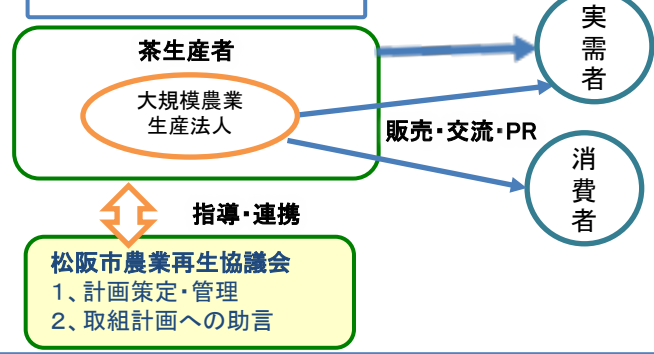 茶生産者
大規模農業
生産法人
実需者
販売・交流・PR
消費者
指導・連携
松阪市農業再生協議会
１、計画策定・管理
２、取組計画への助言